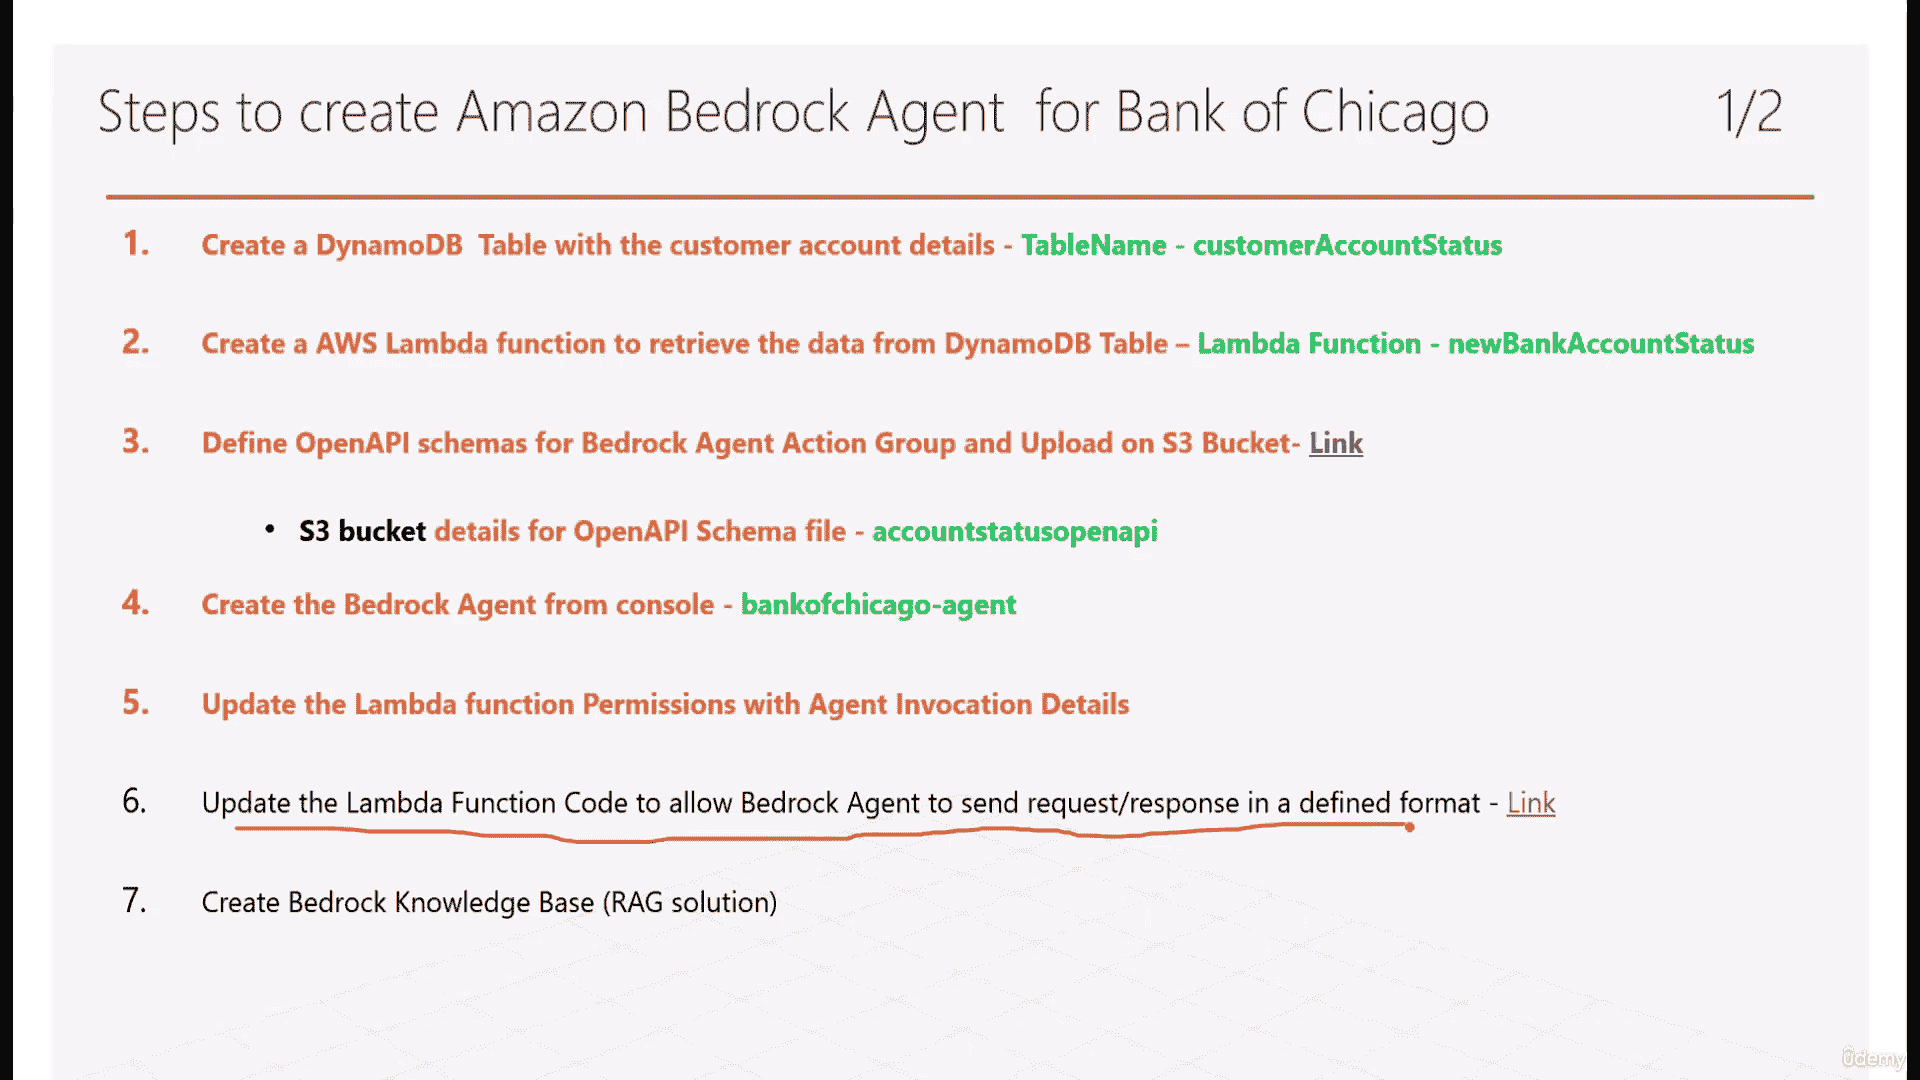 Steps to create Amazon Bedrock Agent for Bank of Chicago 1/2
1. Create a DynamoDB Table with the customer account details - TableName - customerAccountStatus
2. Create a AWS Lambda function to retrieve the data from DynamoDB Table – Lambda Function - newBankAccountStatus
3. Define OpenAPI schemas for Bedrock Agent Action Group and Upload on S3 Bucket- Link
• S3 bucket details for OpenAPI Schema file - accountstatusopenapi
4. Create the Bedrock Agent from console - bankofchicago-agent
5. Update the Lambda function Permissions with Agent Invocation Details
6. Update the Lambda Function Code to allow Bedrock Agent to send request/response in a defined format - Link
7. Create Bedrock Knowledge Base (RAG solution)
ûdemy